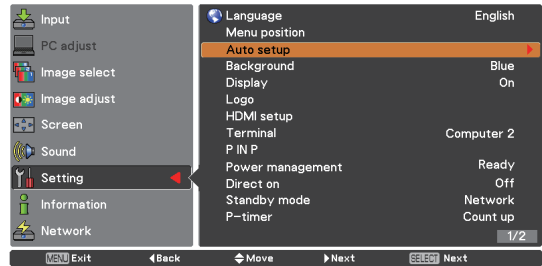 Input
PC adjust
Image select
Image adjust
Screen
Sound
Setting
Information
Network
Language English
Menu position
Auto setup
Background Blue
Display On
Logo
HDMI setup
Terminal Computer 2
P IN P
Power management Ready
Direct on Off
Standby mode Network
P-timer Count up
1/2
MENU Exit Back Move Next SELECT Next